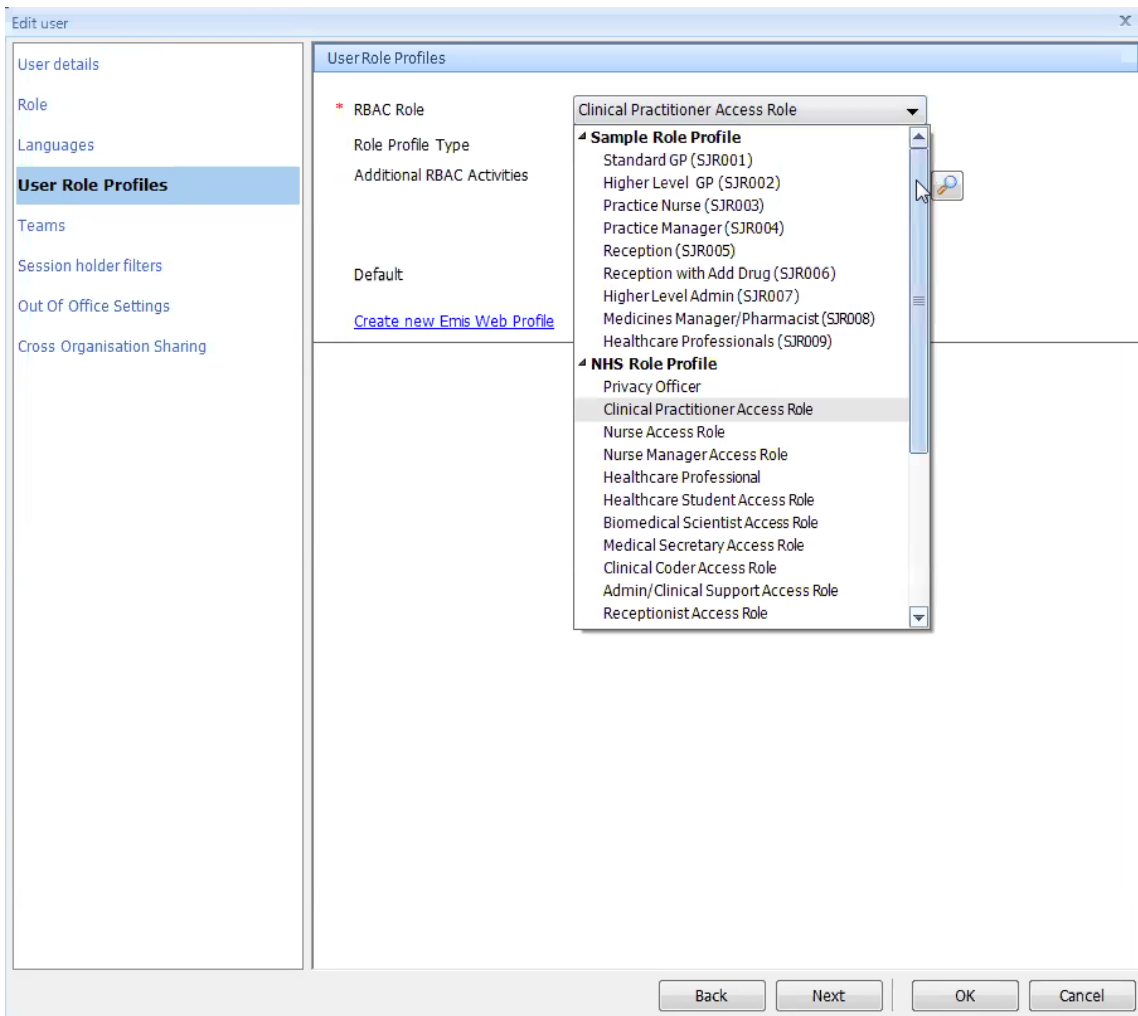 Edit user
x
User details
Role
Languages
User Role Profiles
Teams
Session holder filters
Out Of Office Settings
Cross Organisation Sharing
User Role Profiles
* RBAC Role
Clinical Practitioner Access Role
Role Profile Type
Additional RBAC Activities
Default
Create new Emis Web Profile
Sample Role Profile
Standard GP (SJR001)
Higher Level GP (SJR002)
Practice Nurse (SJR003)
Practice Manager (SJR004)
Reception (SJR005)
Reception with Add Drug (SJR006)
Higher Level Admin (SJR007)
Medicines Manager/Pharmacist (SJR008)
Healthcare Professionals (SJR009)
NHS Role Profile
Privacy Officer
Clinical Practitioner Access Role
Nurse Access Role
Nurse Manager Access Role
Healthcare Professional
Healthcare Student Access Role
Biomedical Scientist Access Role
Medical Secretary Access Role
Clinical Coder Access Role
Admin/Clinical Support Access Role
Receptionist Access Role
Back Next OK Cancel